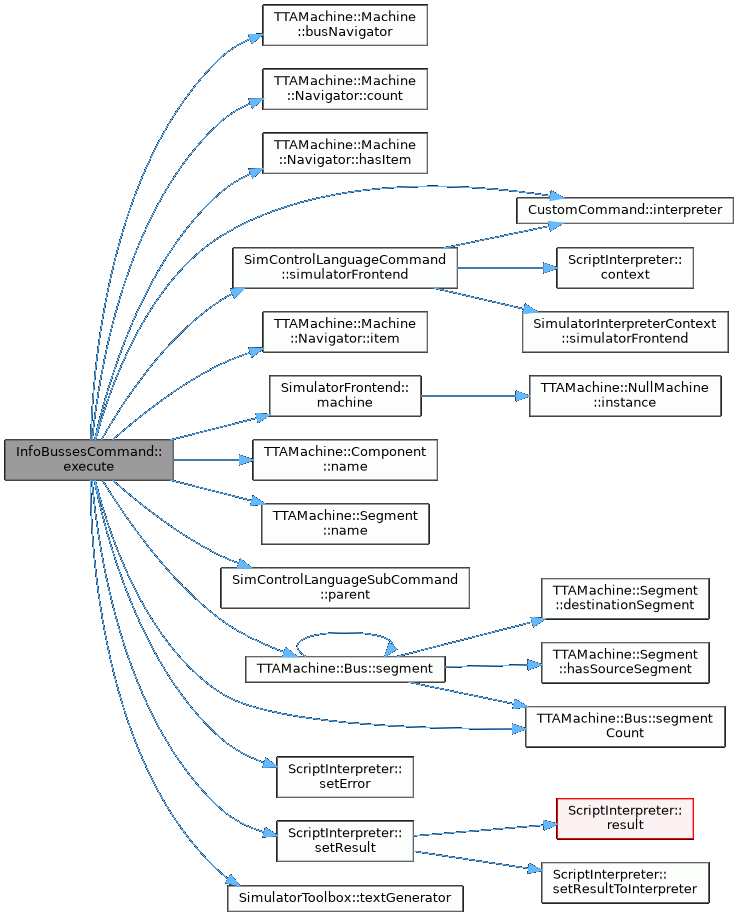 TTAMachine::Machine
::busNavigator
TTAMachine::Machine
::Navigator::count
TTAMachine::Machine
::Navigator::hasItem
CustomCommand::interpreter
SimControlLanguageCommand
::simulatorFrontend
ScriptInterpreter::
context
SimulatorInterpreterContext
::simulatorFrontend
TTAMachine::Machine
::Navigator::item
SimulatorFrontend::
machine
TTAMachine::NullMachine
::instance
InfoBussesCommand::
execute
TTAMachine::Component
::name
TTAMachine::Segment
::name
SimControlLanguageSubCommand
::parent
TTAMachine::Segment
::destinationSegment
TTAMachine::Bus::segment
TTAMachine::Segment
::hasSourceSegment
TTAMachine::Bus::segment
Count
ScriptInterpreter::
setError
ScriptInterpreter::
result
ScriptInterpreter::
setResult
ScriptInterpreter::
setResultToInterpreter
SimulatorToolbox::textGenerator